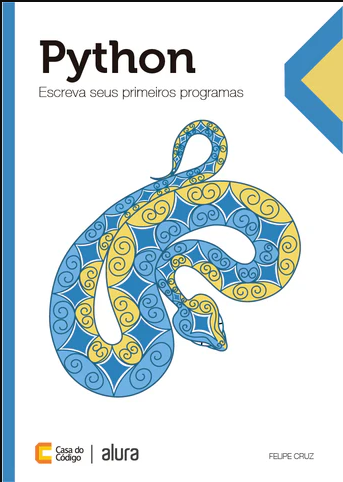 Python
Escreva seus primeiros programas
Casa do
Código
alura
FELIPE CRUZ